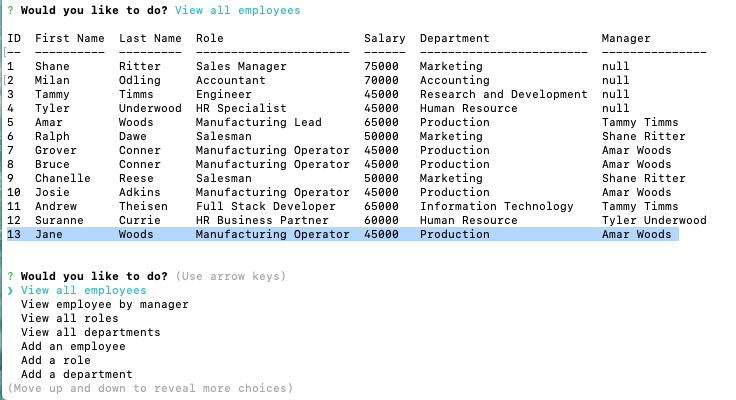 ? Would you like to do? View all employees
ID  First Name  Last Name  Role                    Salary  Department                Manager
--  ----------  ---------  ----------------------  ------  ------------------------  ---------------
1   Shane       Ritter     Sales Manager           75000   Marketing                 null
2   Milan       Odling     Accountant              70000   Accounting                null
3   Tammy       Timms      Engineer                45000   Research and Development  null
4   Tyler       Underwood  HR Specialist           45000   Human Resource            null
5   Amar        Woods      Manufacturing Lead      65000   Production                Tammy Timms
6   Ralph       Dawe       Salesman                50000   Marketing                 Shane Ritter
7   Grover      Conner     Manufacturing Operator  45000   Production                Amar Woods
8   Bruce       Conner     Manufacturing Operator  45000   Production                Amar Woods
9   Chanelle    Reese      Salesman                50000   Marketing                 Shane Ritter
10  Josie       Adkins     Manufacturing Operator  45000   Production                Amar Woods
11  Andrew      Theisen    Full Stack Developer    65000   Information Technology    Tammy Timms
12  Suranne     Currie     HR Business Partner     60000   Human Resource            Tyler Underwood
13  Jane        Woods      Manufacturing Operator  45000   Production                Amar Woods
? Would you like to do? (Use arrow keys)
❯ View all employees
View employee by manager
View all roles
View all departments
Add an employee
Add a role
Add a department
(Move up and down to reveal more choices)